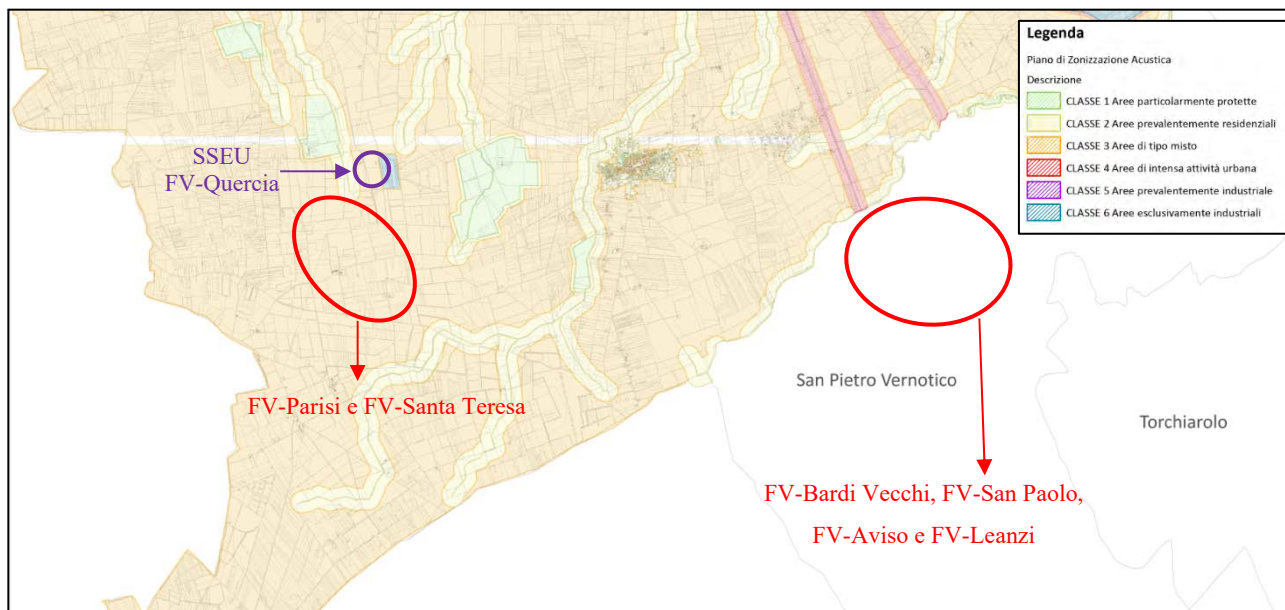 Legenda
Piano di Zonizzazione Acustica
Descrizione
CLASSE 1 Aree particolarmente protette
CLASSE 2 Aree prevalentemente residenziali
CLASSE 3 Aree di tipo misto
CLASSE 4 Aree di intensa attività urbana
CLASSE 5 Aree prevalentemente industriale
CLASSE 6 Aree esclusivamente industriali
SSEU
FV-Quercia
FV-Parisi e FV-Santa Teresa
San Pietro Vernotico
Torchiarolo
FV-Bardi Vecchi, FV-San Paolo,
FV-Aviso e FV-Leanzi